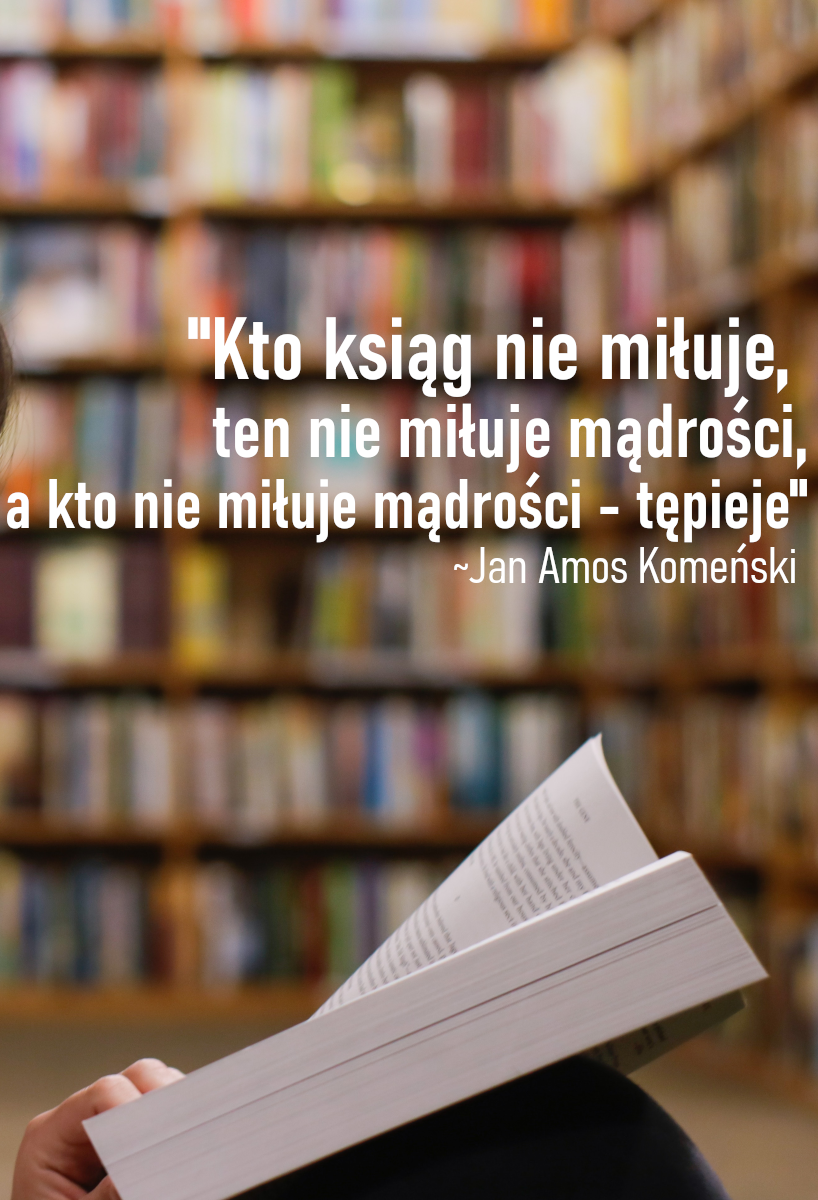 "Kto ksiąg nie miłuje,
ten nie miłuje mądrości,
a kto nie miłuje mądrości - tępieje"
~Jan Amos Komeński